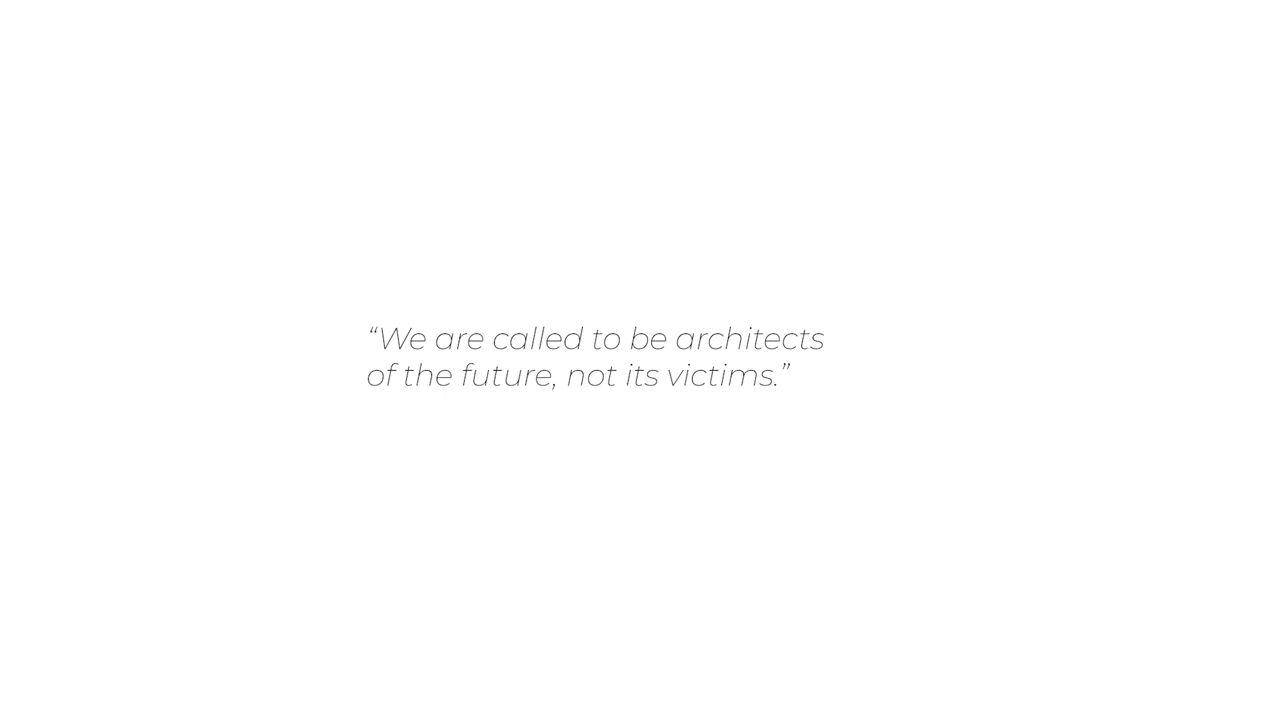 “We are called to be architects
of the future, not its victims.”